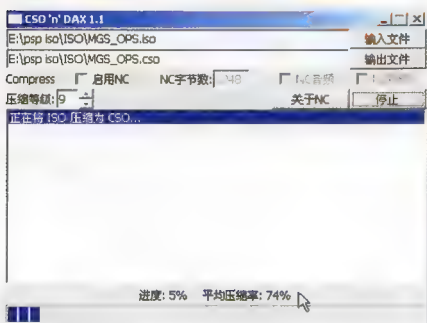 CSO 'n' DAX 1.1
E:\psp iso\ISO\MGS_OPS.iso 输入文件
E:\psp iso\ISO\MGS_OPS.cso 输出文件
Compress 启用NC NC字节数:
压缩等级: 9 关于NC 停止
正在将 ISO 压缩为 CSO...
进度: 5% 平均压缩率: 74%